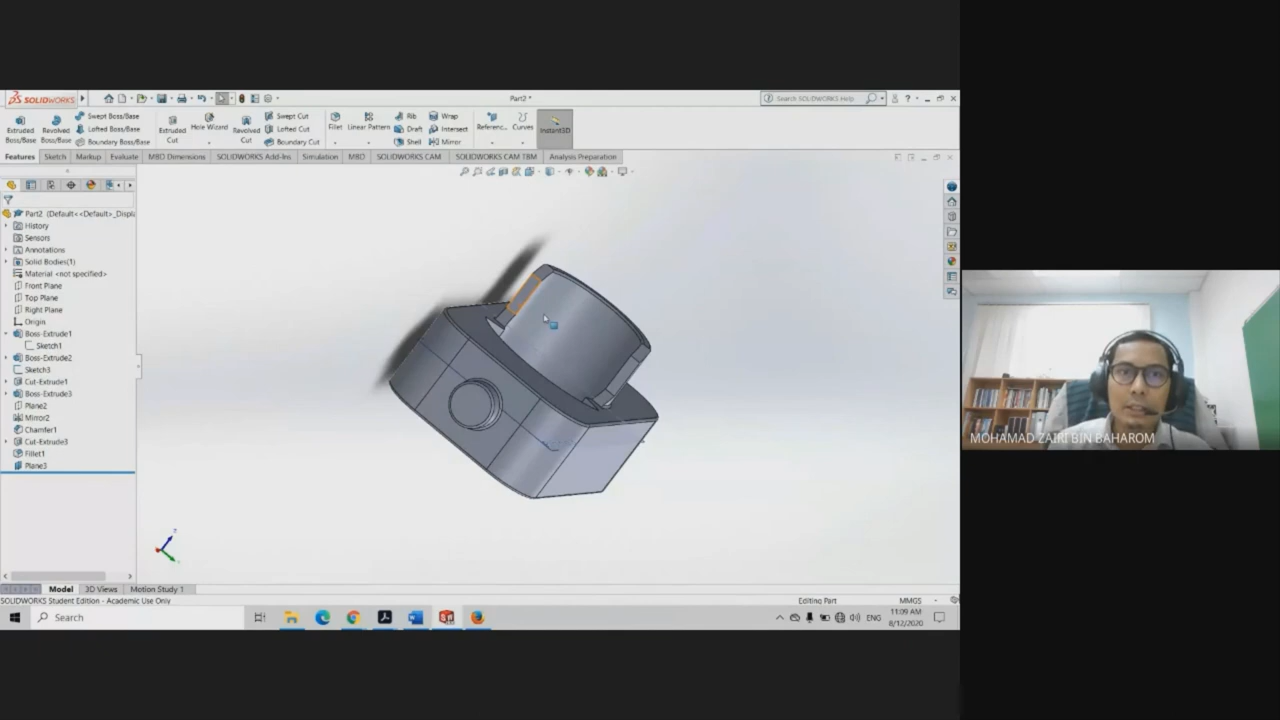 SOLIDWORKS
Part2 *
Search SOLIDWORKS Help
Extruded Boss/Base
Revolved Boss/Base
Swept Boss/Base
Lofted Boss/Base
Boundary Boss/Base
Extruded Cut
Hole Wizard
Revolved Cut
Swept Cut
Lofted Cut
Boundary Cut
Fillet
Linear Pattern
Rib
Draft
Shell
Wrap
Intersect
Mirror
Referenc...
Curves
Instant3D
Features Sketch Markup Evaluate MBD Dimensions SOLIDWORKS Add-Ins Simulation MBD SOLIDWORKS CAM SOLIDWORKS CAM TBM Analysis Preparation
Part2 (Default<<Default>_Displa
History
Sensors
Annotations
Solid Bodies(1)
Material <not specified>
Front Plane
Top Plane
Right Plane
Origin
Boss-Extrude1
Sketch1
Boss-Extrude2
Sketch3
Cut-Extrude1
Boss-Extrude3
Plane2
Mirror2
Chamfer1
Cut-Extrude3
Fillet1
Plane3
MOHAMAD ZAIRI BIN BAHAROM
Model 3D Views Motion Study 1
SOLIDWORKS Student Edition - Academic Use Only
Editing Part
MMGS
Search
ENG
11:09 AM
8/12/2020